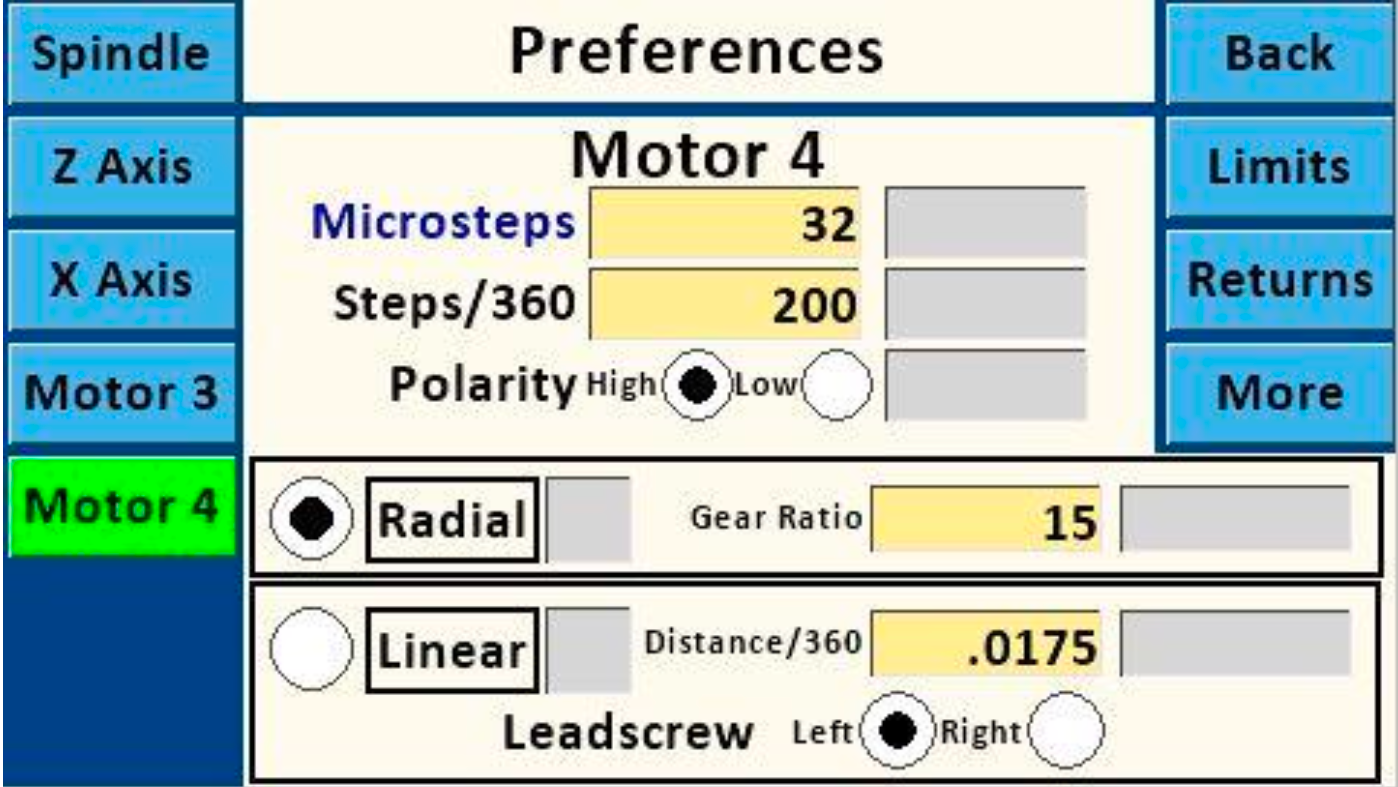 Spindle
Preferences
Back
Z Axis
Motor 4
Limits
Microsteps 32
X Axis
Steps/360 200
Returns
Motor 3
Polarity High Low
More
Motor 4
Radial Gear Ratio 15
Linear Distance/360 .0175
Leadscrew Left Right